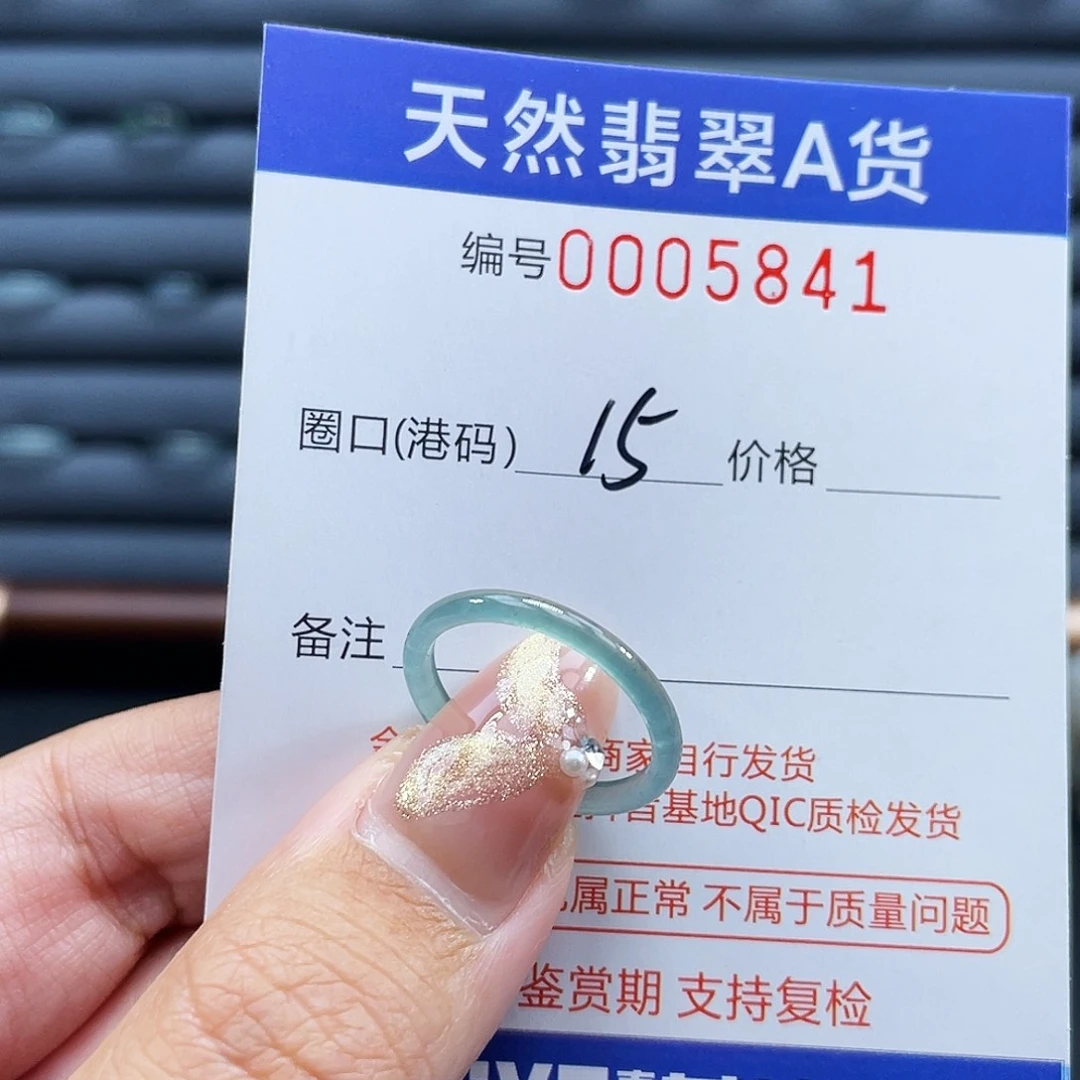 天然翡翠A货
编号0005841
圈口(港码) 15 价格
备注
商家自行发货
基地QIC质检发货
属正常 不属于质量问题
鉴赏期 支持复检